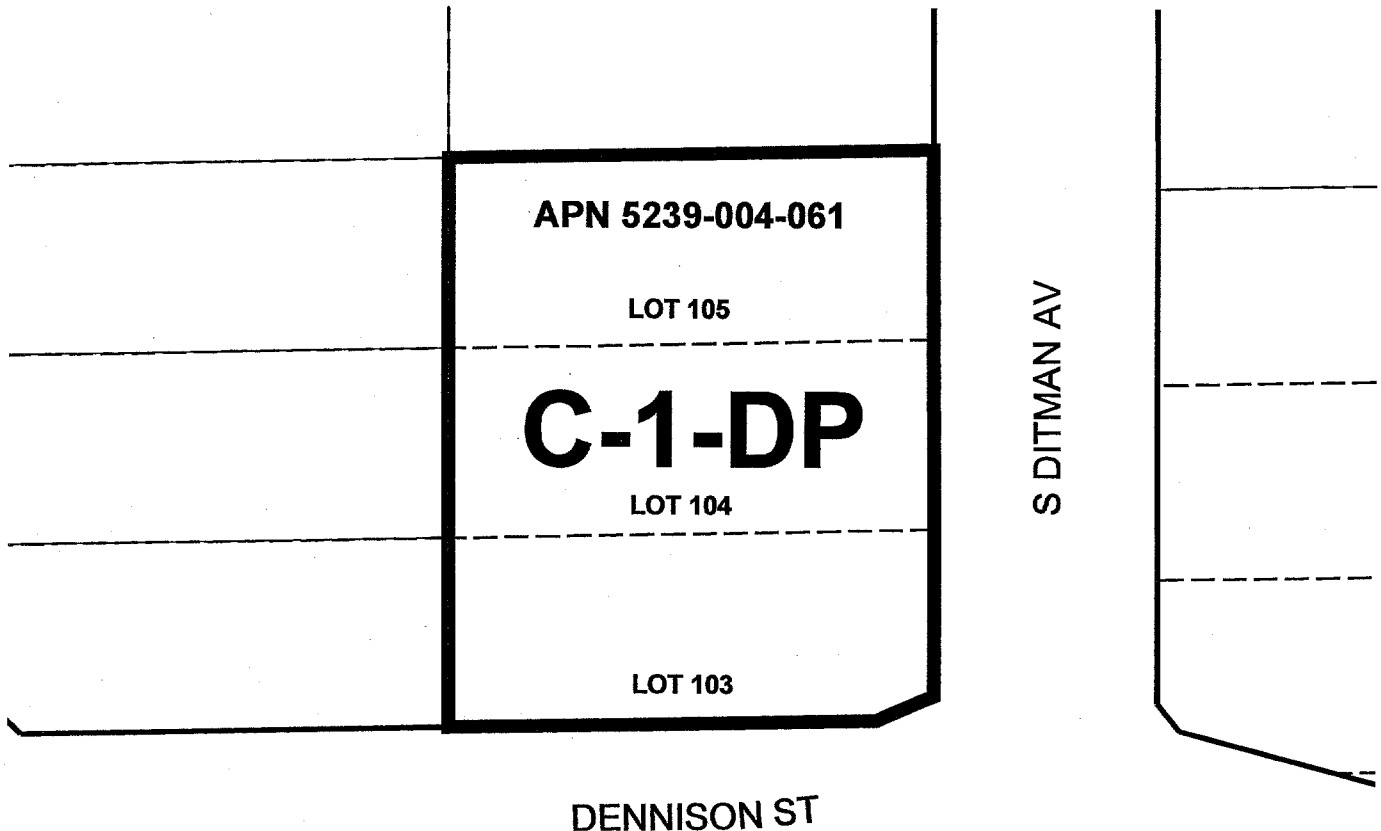 APN 5239-004-061
LOT 105
C-1-DP
LOT 104
LOT 103
S DITMAN AV
DENNISON ST